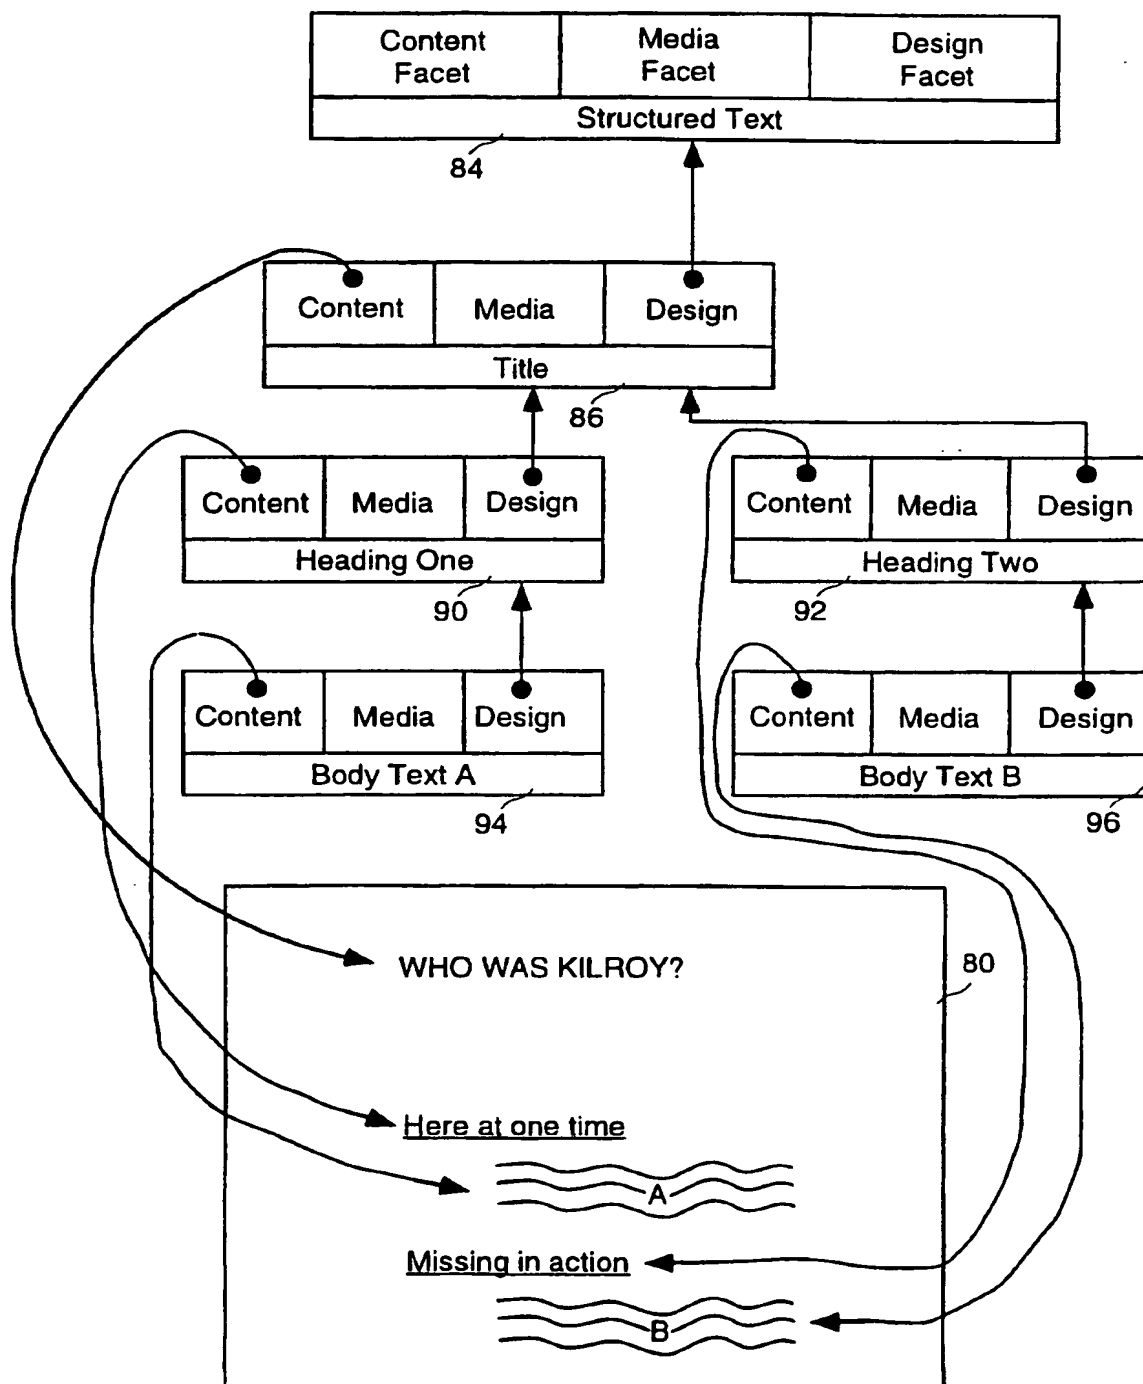 Content Facet Media Facet Design Facet
Structured Text
84
Content Media Design
Title
86
Content Media Design
Heading One
90
Content Media Design
Heading Two
92
Content Media Design
Body Text A
94
Content Media Design
Body Text B
96
80
WHO WAS KILROY?
Here at one time
A
Missing in action
B